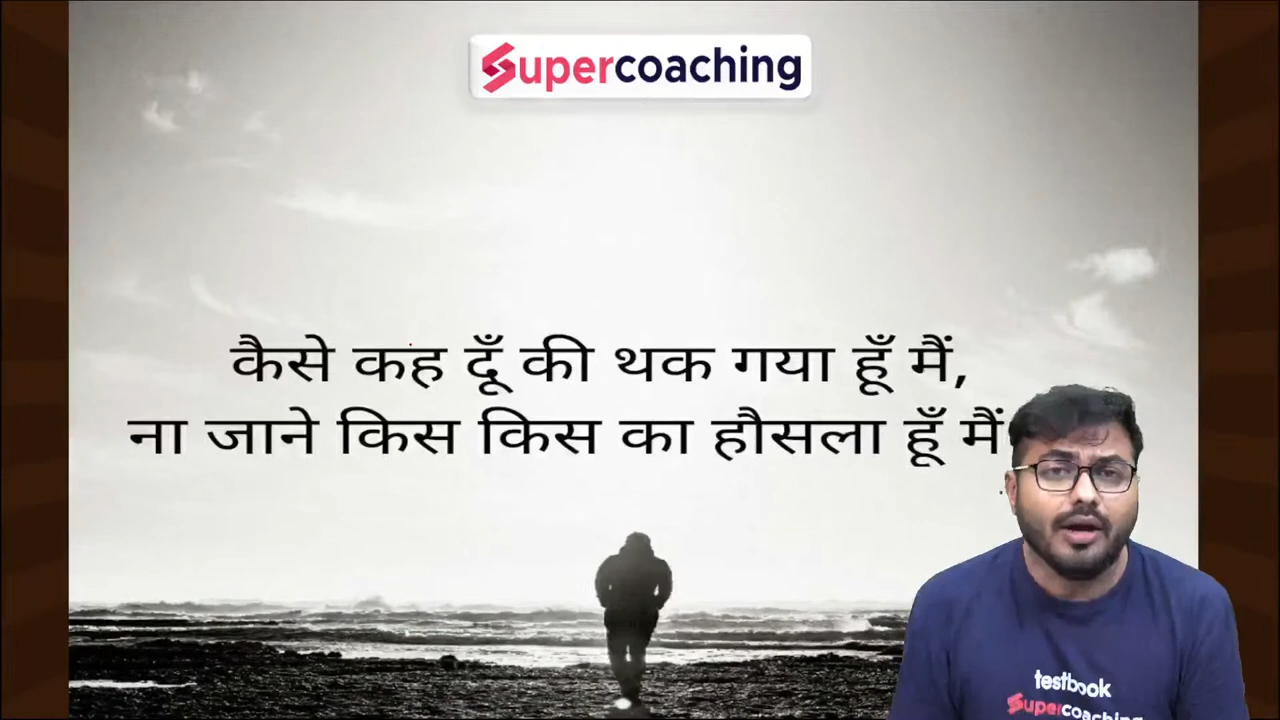 Supercoaching
कैसे कह दूँ की थक गया हूँ मैं,
ना जाने किस किस का हौसला हूँ मैं
testbook
Supercoaching